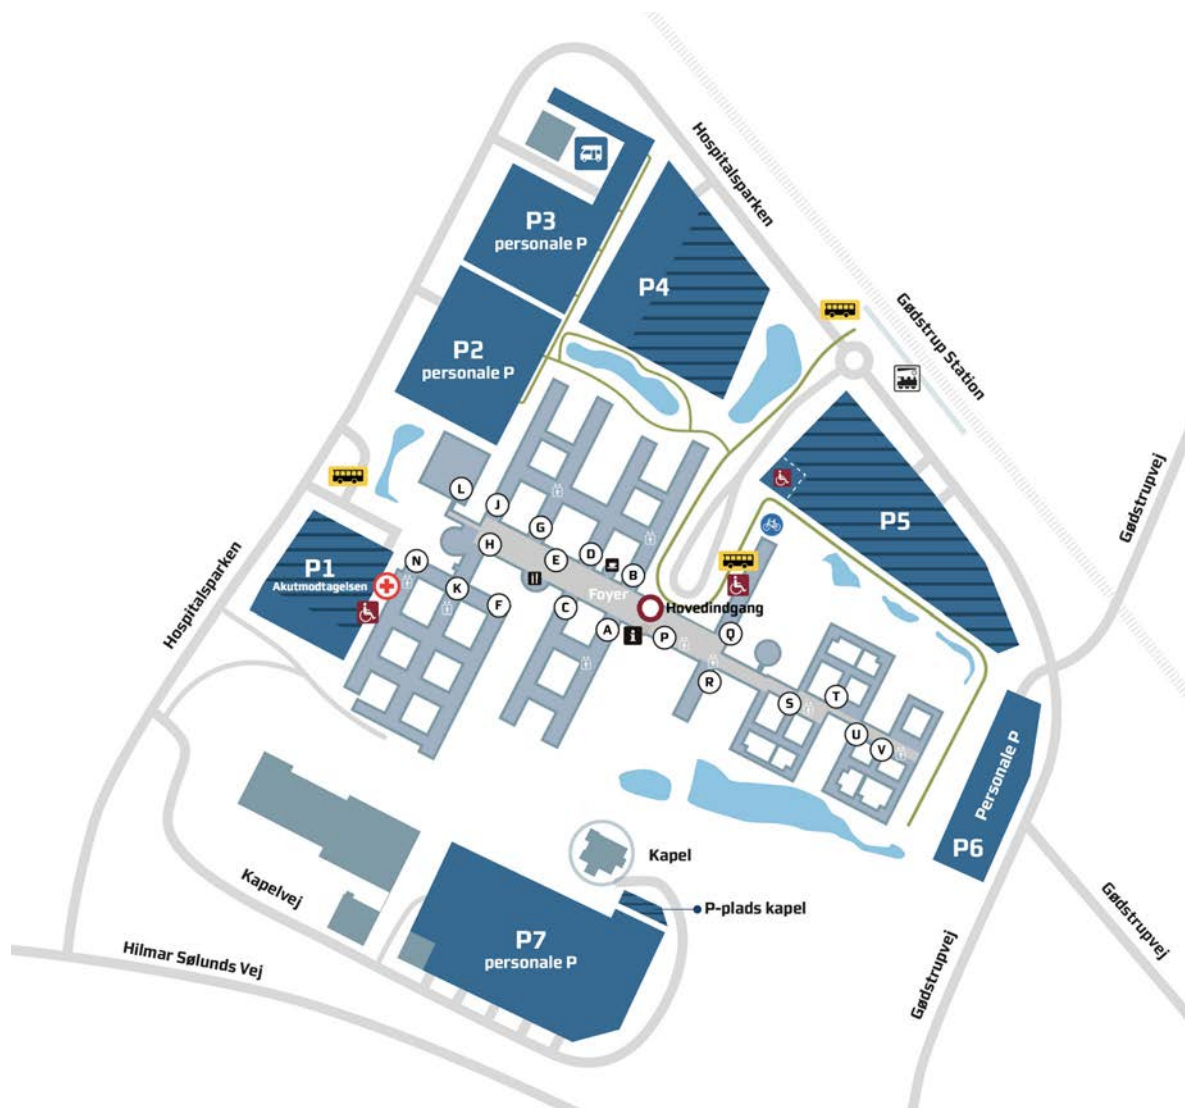 Hospitalsparken
P3
personale P
P4
Gødstrup Station
P2
personale P
Gødstrupvej
L
J
G
P5
H
E
D
B
N
P1
Akutmodtagelsen
K
F
C
Foyer
Hovedindgang
A
i
P
Q
Hospitalsparken
R
S
T
U
V
Personale P
P6
Kapel
Kapelvej
P-plads kapel
P7
personale P
Hilmar Sølunds Vej
Gødstrupvej
Gødstrupvej